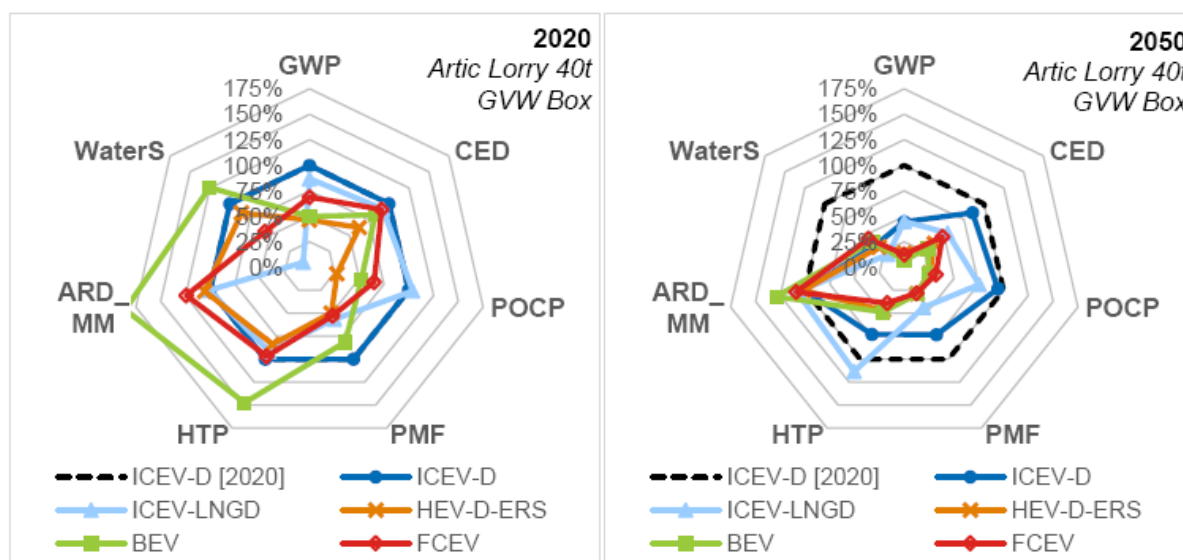 2020
Artic Lorry 40t
GVW Box
GWP
175%
150%
125%
100%
75%
50%
25%
0%
CED
POCP
PMF
HTP
ARD_
MM
WaterS
ICEV-D [2020]
ICEV-D
ICEV-LNGD
HEV-D-ERS
BEV
FCEV
2050
Artic Lorry 40t
GVW Box
GWP
175%
150%
125%
100%
75%
50%
25%
0%
CED
POCP
PMF
HTP
ARD_
MM
WaterS
ICEV-D [2020]
ICEV-D
ICEV-LNGD
HEV-D-ERS
BEV
FCEV